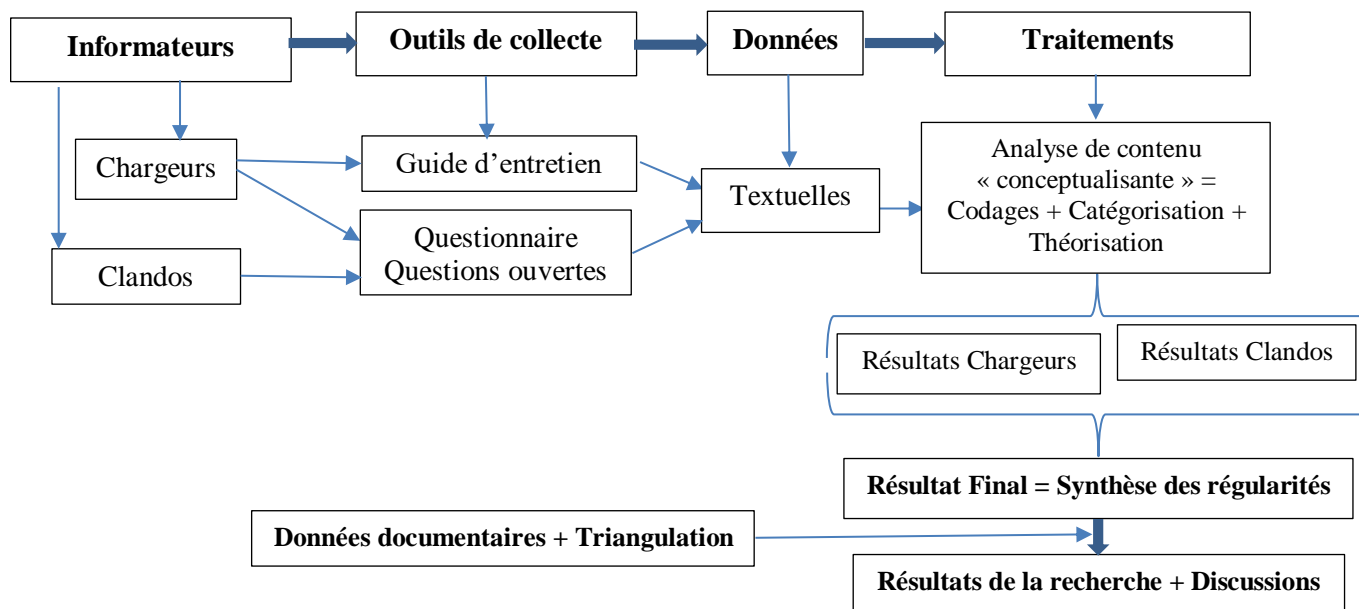 Informateurs
Outils de collecte
Données
Traitements
Chargeurs
Guide d’entretien
Textuelles
Analyse de contenu
« conceptualisante » =
Codages + Catégorisation +
Théorisation
Questionnaire
Questions ouvertes
Clandos
Résultats Chargeurs
Résultats Clandos
Résultat Final = Synthèse des régularités
Données documentaires + Triangulation
Résultats de la recherche + Discussions